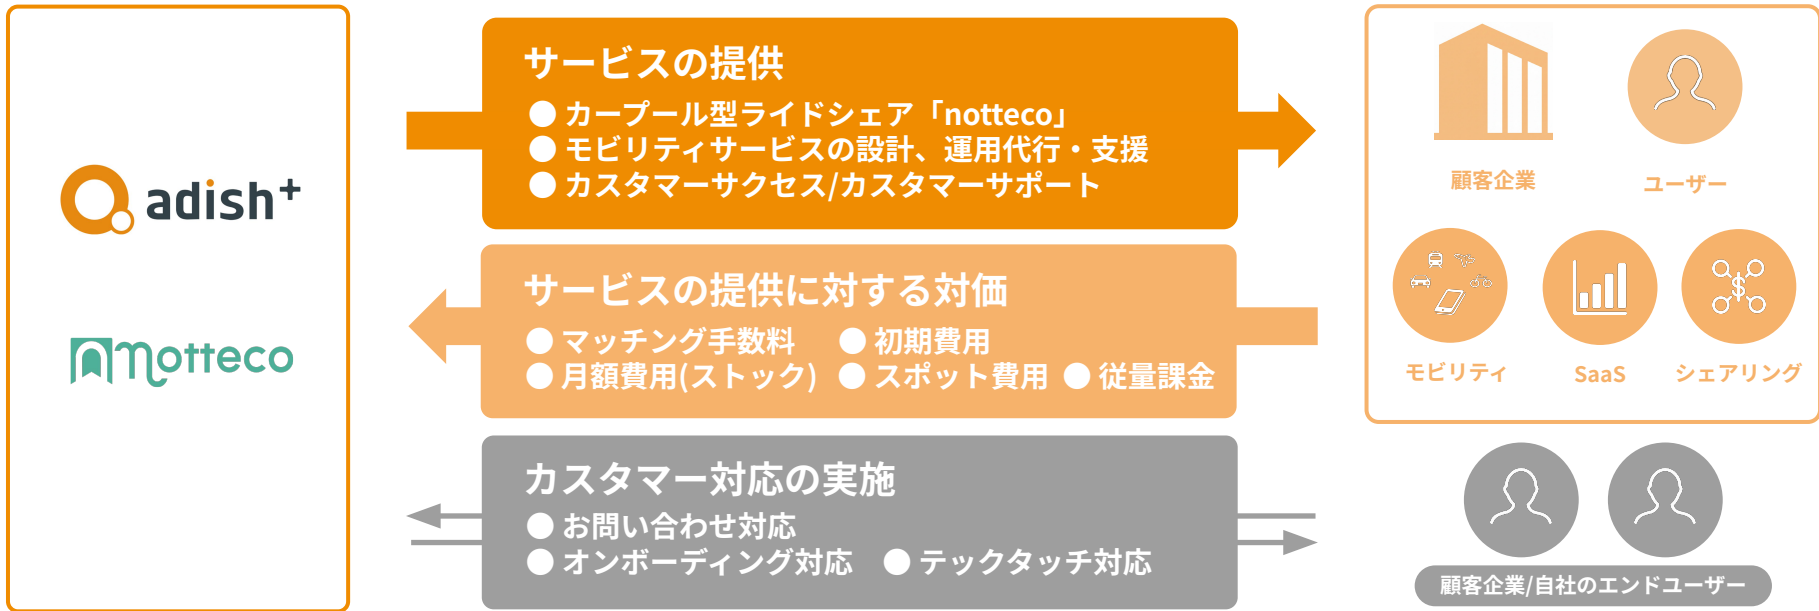 adish+
notteco
サービスの提供
● カープール型ライドシェア「notteco」
● モビリティサービスの設計、運用代行・支援
● カスタマーサクセス/カスタマーサポート
サービスの提供に対する対価
● マッチング手数料 ● 初期費用
● 月額費用(ストック) ● スポット費用 ● 従量課金
カスタマー対応の実施
● お問い合わせ対応
● オンボーディング対応 ● テックタッチ対応
顧客企業 ユーザー
$
モビリティ SaaS シェアリング
顧客企業/自社のエンドユーザー